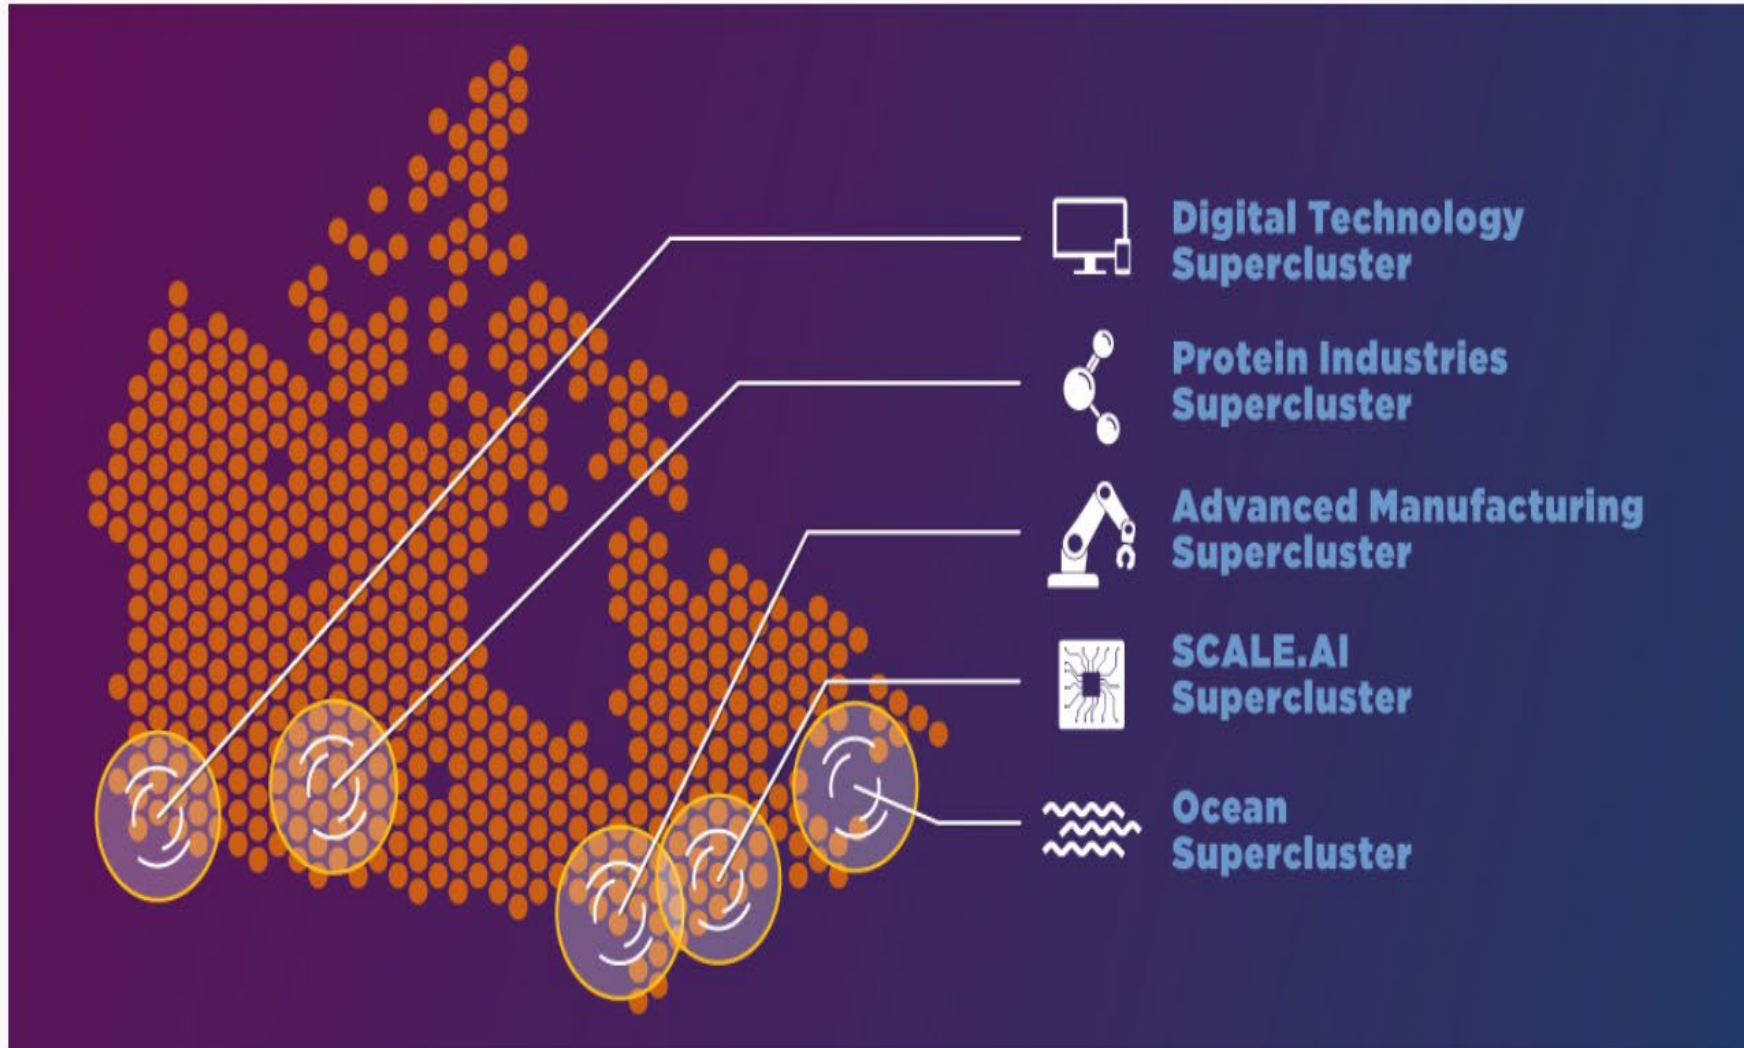 Digital Technology
Supercluster
Protein Industries
Supercluster
Advanced Manufacturing
Supercluster
SCALE.AI
Supercluster
Ocean
Supercluster